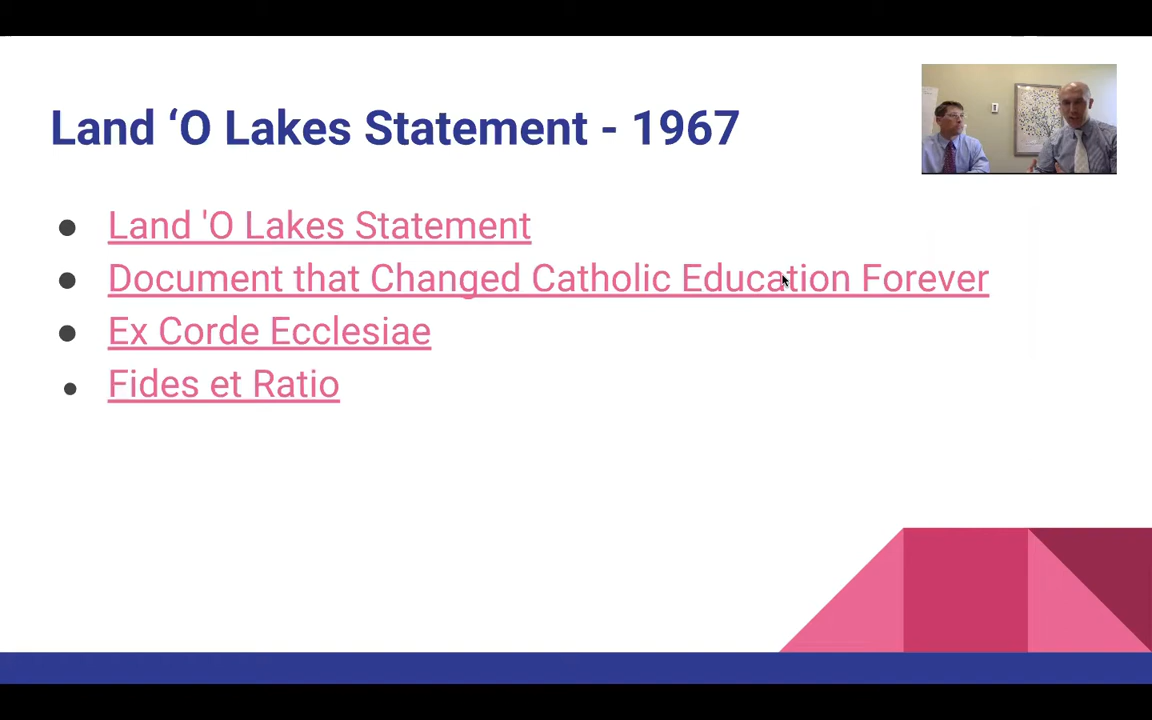 Land ‘O Lakes Statement - 1967
Land 'O Lakes Statement
Document that Changed Catholic Education Forever
Ex Corde Ecclesiae
Fides et Ratio